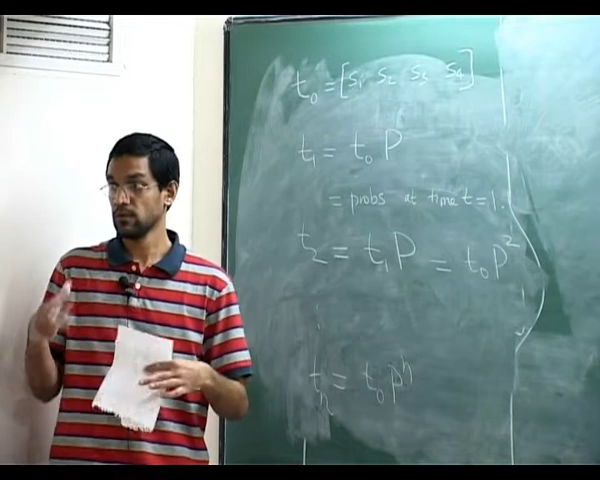 t₀ = [S₁ S₂ S₃ S₄]
t₁ = t₀ P
= probs at time t = 1.
t₂ = t₁ P = t₀ P²
tₙ = t₀ Pⁿ